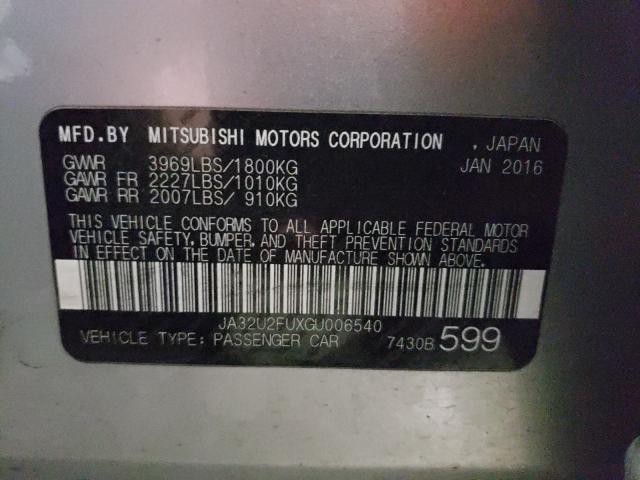 MFD.BY MITSUBISHI MOTORS CORPORATION , JAPAN
GVWR 3969LBS/1800KG JAN 2016
GAWR FR 2227LBS/1010KG
GAWR RR 2007LBS/ 910KG
THIS VEHICLE CONFORMS TO ALL APPLICABLE FEDERAL MOTOR
VEHICLE SAFETY, BUMPER, AND THEFT PREVENTION STANDARDS
IN EFFECT ON THE DATE OF MANUFACTURE SHOWN ABOVE.
JA32U2FUXGU006540
VEHICLE TYPE: PASSENGER CAR 7430B 599